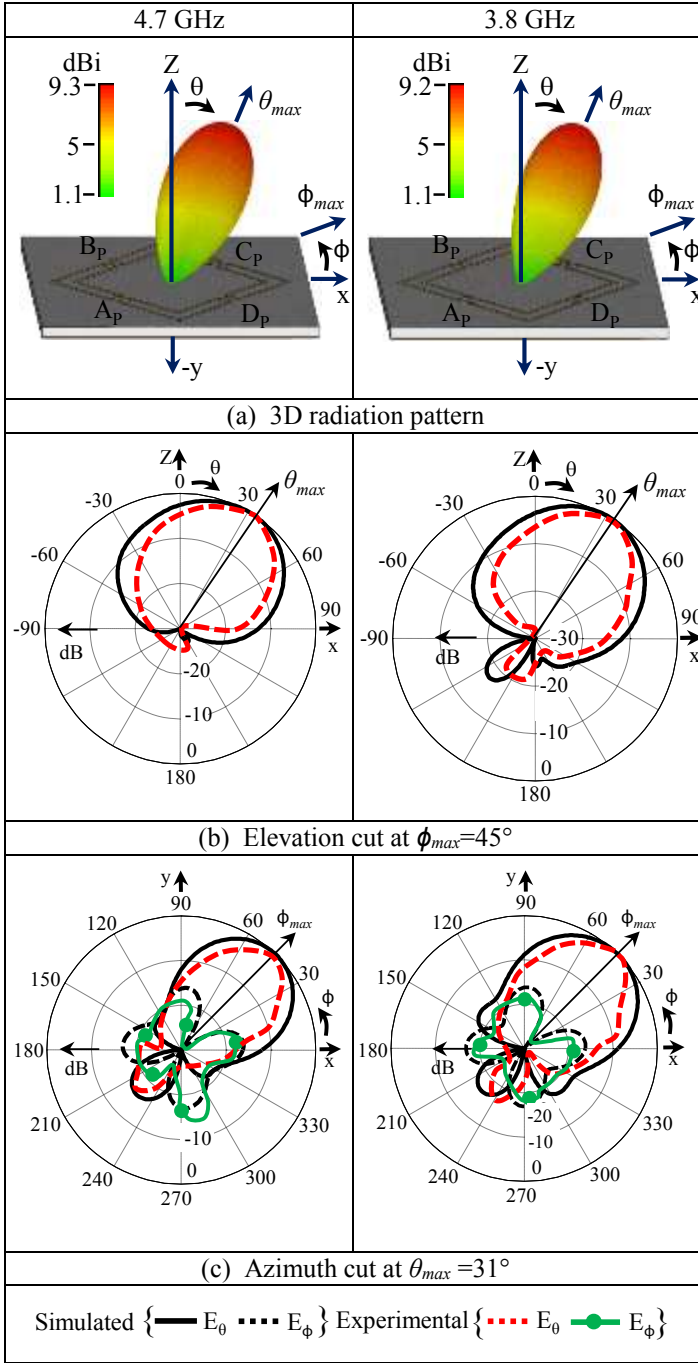 4.7 GHz 3.8 GHz
dBi Z θ θmax
9.3
5
1.1
ϕmax
ϕ
x
BP CP
AP DP
-y
dBi Z θ θmax
9.2
5
1.1
ϕmax
ϕ
x
BP CP
AP DP
-y
(a) 3D radiation pattern
Z θ
0
-30 30 θmax
-60 60
-90 90
dB x
-20
-10
0
180
Z θ
0
-30 30 θmax
-60 60
-90 90
dB -30 x
-20
-10
0
180
(b) Elevation cut at ϕmax=45°
y
90
120 60 ϕmax
150 30
ϕ
180 x
dB
210 330
-10
240 0 300
270
y
90
120 60 ϕmax
150 30
ϕ
180 x
dB
210 -20 330
-10
240 0 300
270
(c) Azimuth cut at θmax =31°
Simulated { Eθ Eϕ} Experimental { Eθ Eϕ}